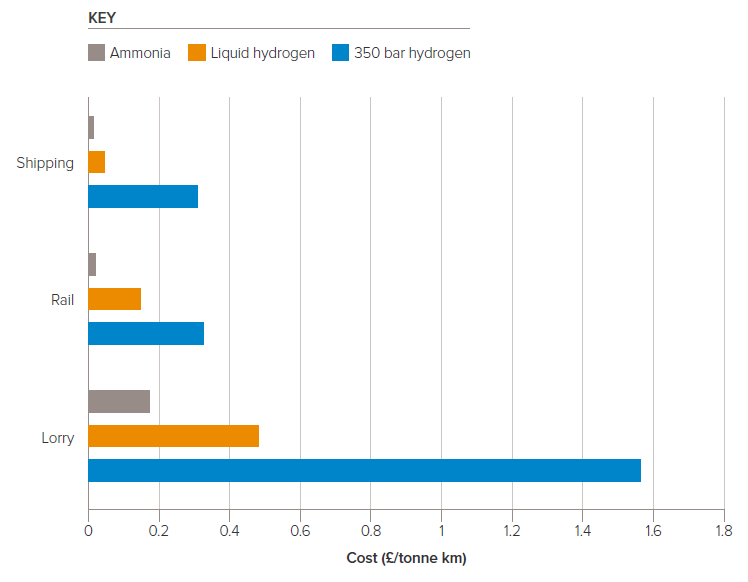 KEY
Ammonia Liquid hydrogen 350 bar hydrogen
Shipping
Rail
Lorry
0 0.2 0.4 0.6 0.8 1 1.2 1.4 1.6 1.8
Cost (£/tonne km)